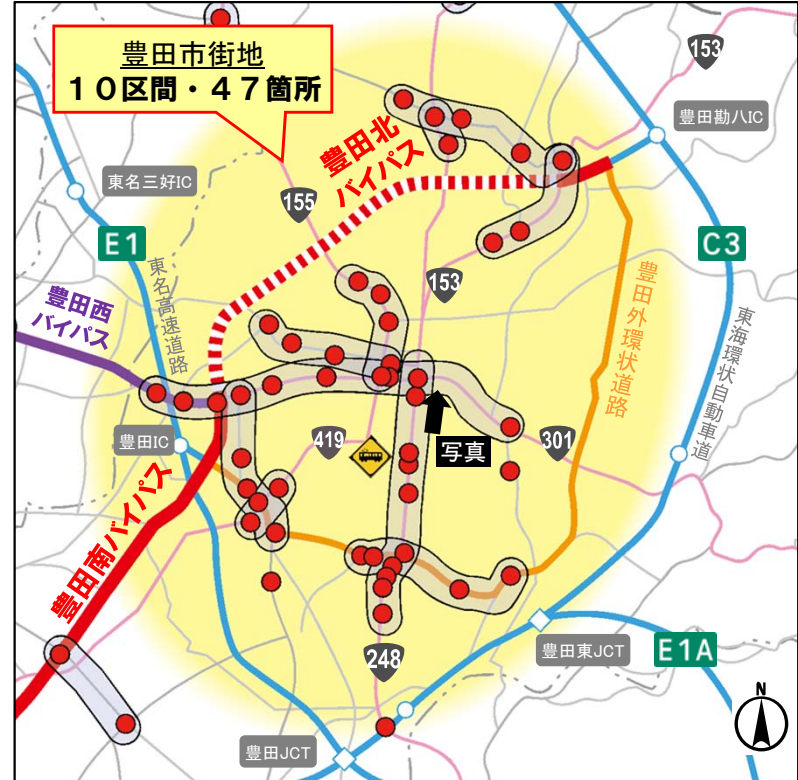 豊田市街地
１０区間・４７箇所
153
豊田勘八IC
豊田北
バイパス
東名三好IC
155
E1
C3
東名高速道路
153
豊田外環状道路
豊田西
バイパス
東海環状自動車道
419
301
写真
豊田IC
豊田南バイパス
248
豊田東JCT
E1A
N
豊田JCT